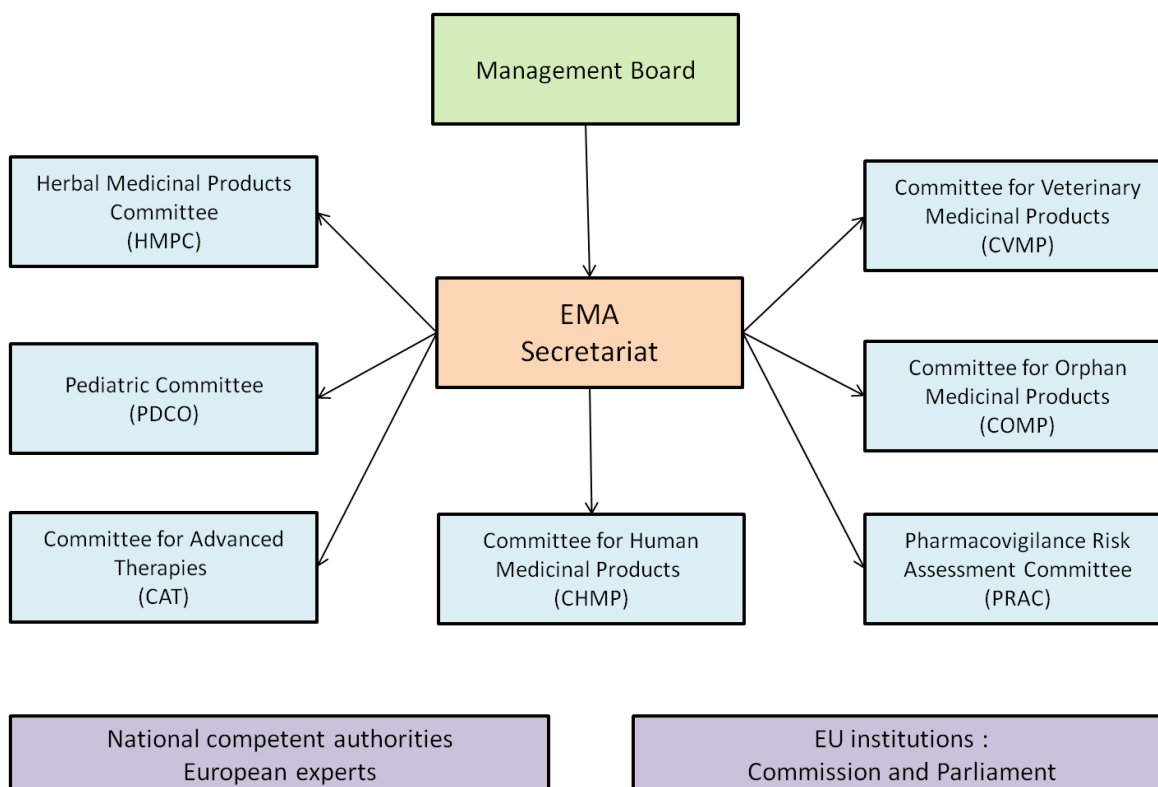 Management Board
Herbal Medicinal Products
Committee
(HMPC)
Committee for Veterinary
Medicinal Products
(CVMP)
EMA
Secretariat
Pediatric Committee
(PDCO)
Committee for Orphan
Medicinal Products
(COMP)
Committee for Advanced
Therapies
(CAT)
Committee for Human
Medicinal Products
(CHMP)
Pharmacovigilance Risk
Assessment Committee
(PRAC)
National competent authorities
European experts
EU institutions :
Commission and Parliament